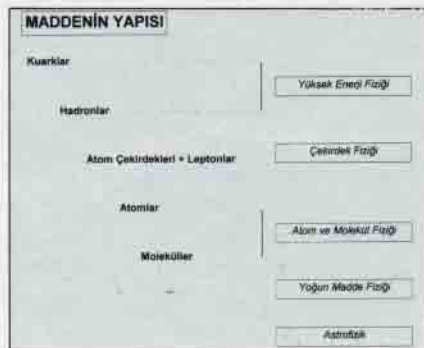 MADDENİN YAPISI
Kuarklar
Yüksek Enerji Fiziği
Hadronlar
Atom Çekirdekleri + Leptonlar
Çekirdek Fiziği
Atomlar
Atom ve Molekül Fiziği
Moleküller
Yoğun Madde Fiziği
Astrofizik